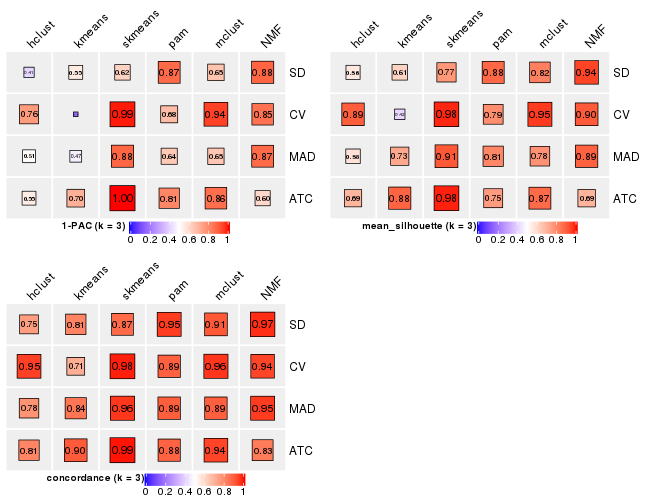 hclust kmeans skmeans pam mclust NMF
0.41 0.55 0.62 0.87 0.65 0.88 SD
0.76 0.99 0.68 0.94 0.85 CV
0.51 0.47 0.88 0.64 0.65 0.87 MAD
0.55 0.70 1.00 0.81 0.86 0.60 ATC
1-PAC (k = 3)
0 0.2 0.4 0.6 0.8 1
hclust kmeans skmeans pam mclust NMF
0.56 0.61 0.77 0.88 0.82 0.94 SD
0.89 0.98 0.79 0.95 0.90 CV
0.58 0.73 0.91 0.81 0.78 0.89 MAD
0.69 0.88 0.98 0.75 0.87 0.69 ATC
mean_silhouette (k = 3)
0 0.2 0.4 0.6 0.8 1
hclust kmeans skmeans pam mclust NMF
0.75 0.81 0.87 0.95 0.91 0.97 SD
0.95 0.71 0.98 0.89 0.96 0.94 CV
0.78 0.84 0.96 0.89 0.89 0.95 MAD
0.81 0.90 0.99 0.88 0.94 0.83 ATC
concordance (k = 3)
0 0.2 0.4 0.6 0.8 1